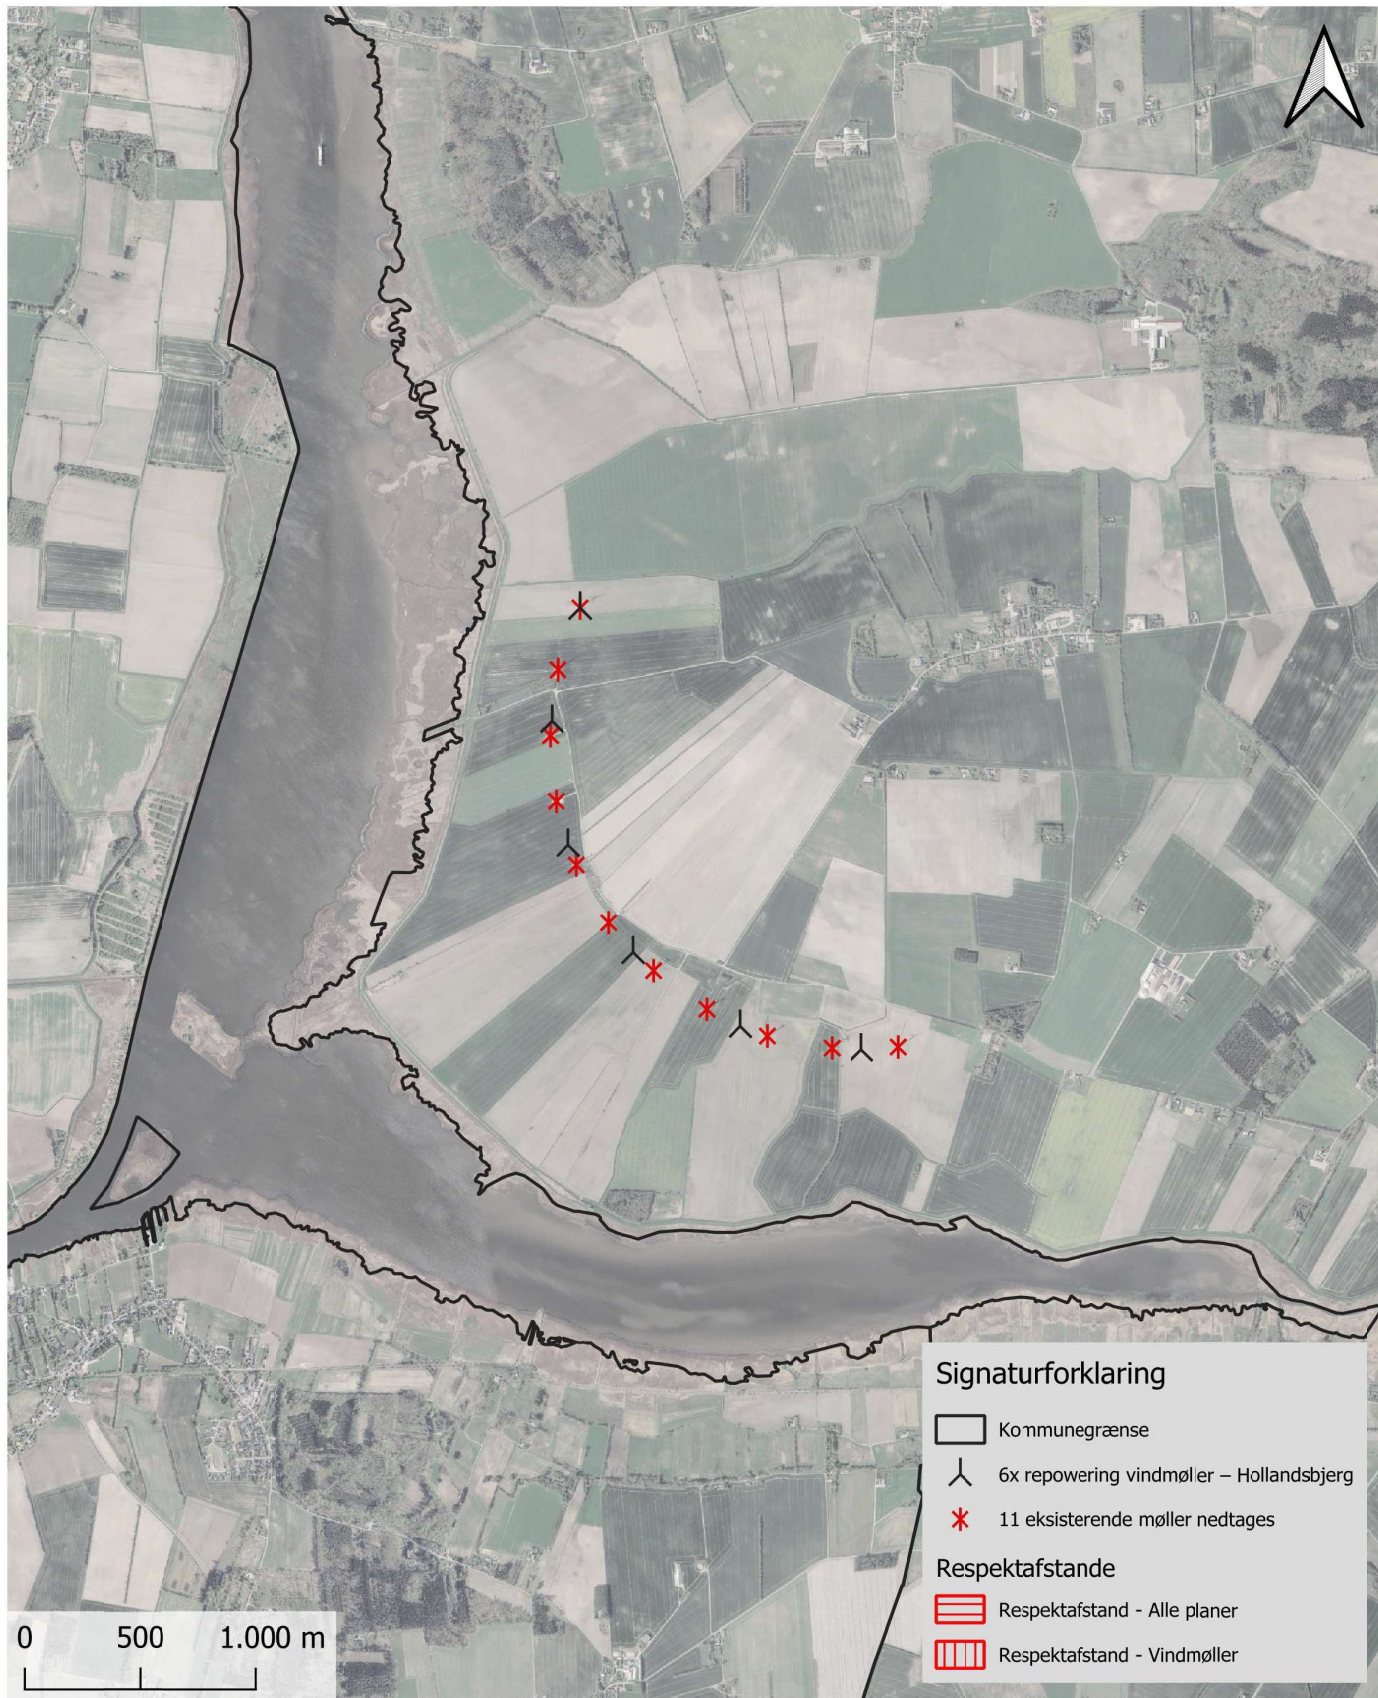 Signaturforklaring
Kommunegrænse
6x repowering vindmøller – Hollandsbjerg
11 eksisterende møller nedtages
Respektafstande
Respektafstand - Alle planer
Respektafstand - Vindmøller
0 500 1.000 m